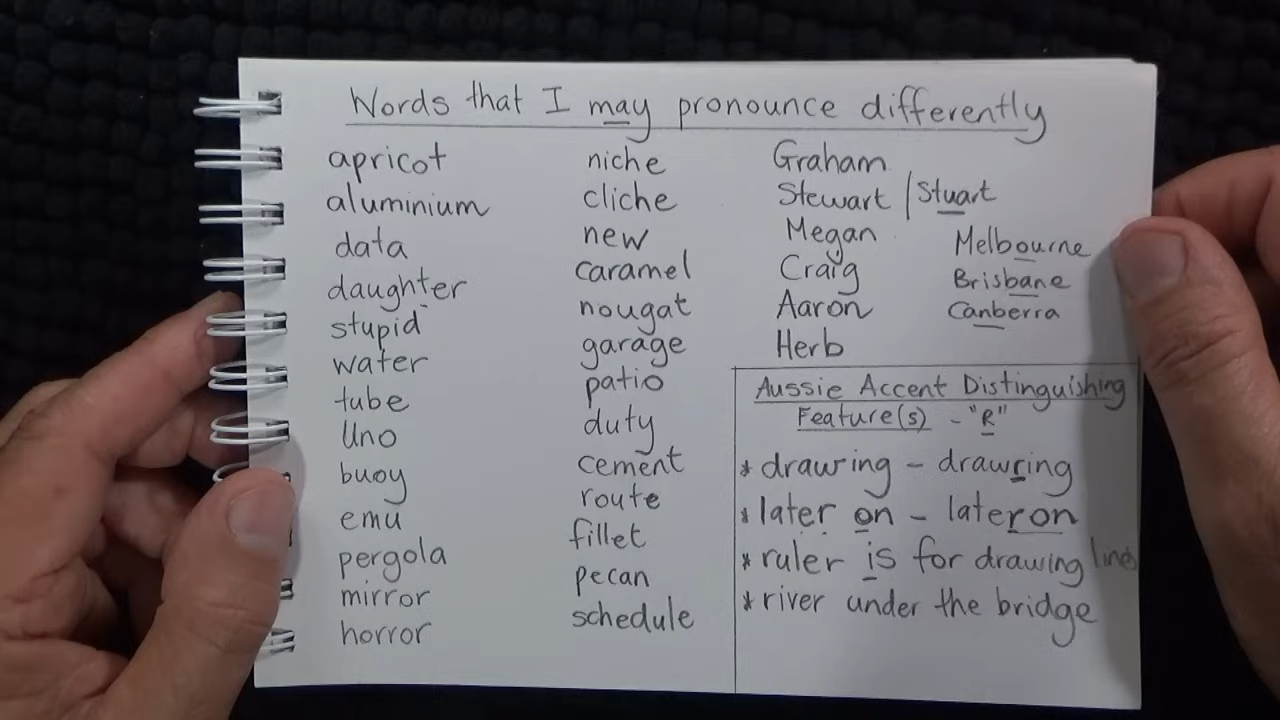 Words that I may pronounce differently
apricot
aluminium
data
daughter
stupid
water
tube
Uno
buoy
emu
pergola
mirror
horror
niche
cliche
new
caramel
nougat
garage
patio
duty
cement
route
fillet
pecan
schedule
Graham
Stewart / Stuart
Megan
Craig
Aaron
Herb
Melbourne
Brisbane
Canberra
Aussie Accent Distinguishing
Feature(s) - "R"
* drawing - drawring
* later on - lateron
* ruler is for drawing lines
* river under the bridge